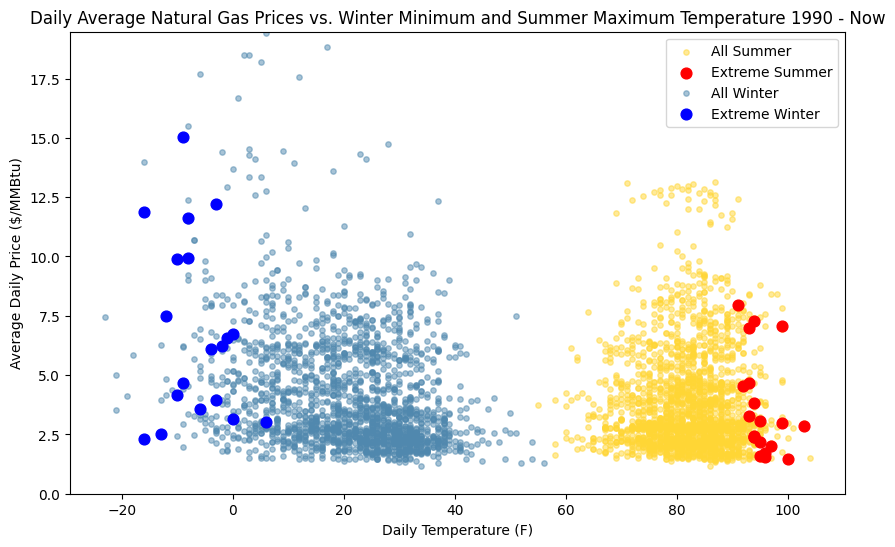 Daily Average Natural Gas Prices vs. Winter Minimum and Summer Maximum Temperature 1990 - Now
All Summer
Extreme Summer
All Winter
Extreme Winter
17.5
15.0
12.5
10.0
7.5
5.0
2.5
0.0
Average Daily Price ($/MMBtu)
−20
0
20
40
60
80
100
Daily Temperature (F)